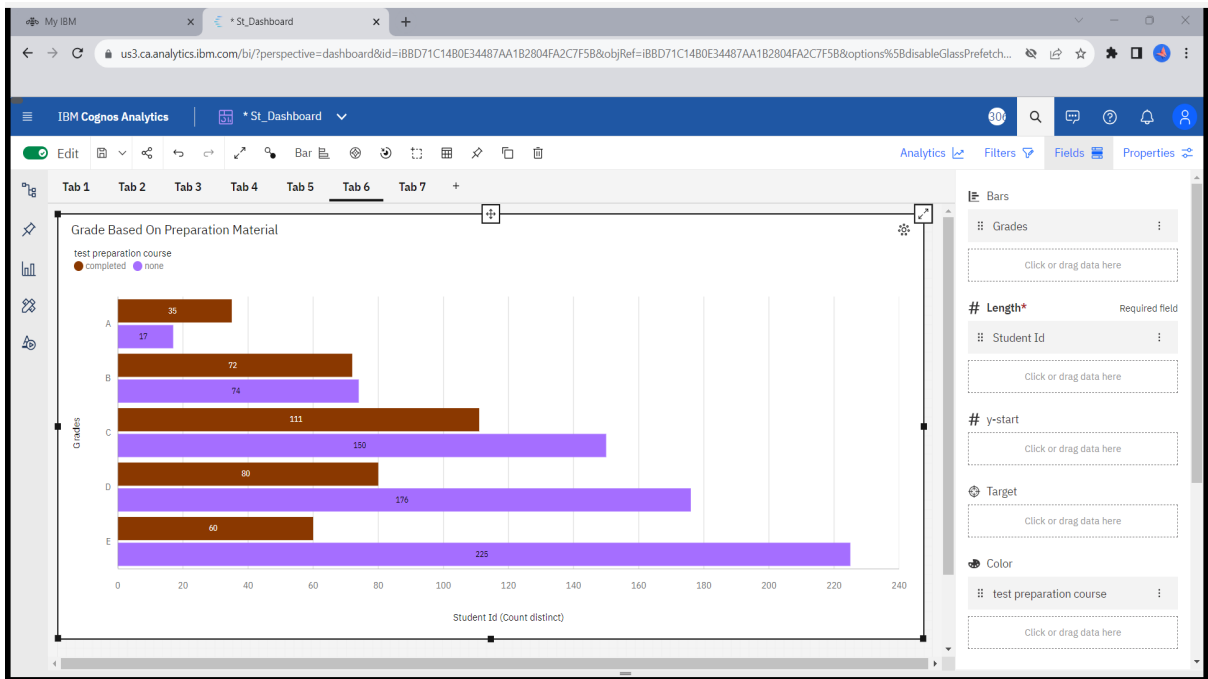 My IBM
* St_Dashboard
us3.ca.analytics.ibm.com/bi/?perspective=dashboard&id=iBBD71C14B0E34487AA1B2804FA2C7F5B&objRef=iBBD71C14B0E34487AA1B2804FA2C7F5B&options%5BdisableGlassPrefetch...
IBM Cognos Analytics
* St_Dashboard
306
Edit
Bar
Analytics
Filters
Fields
Properties
Tab 1 Tab 2 Tab 3 Tab 4 Tab 5 Tab 6 Tab 7 +
Grade Based On Preparation Material
test preparation course
completed none
Grades
A
35
17
B
72
74
C
111
150
D
80
176
E
60
225
0 20 40 60 80 100 120 140 160 180 200 220 240
Student Id (Count distinct)
Bars
Grades
Click or drag data here
Length* Required field
Student Id
Click or drag data here
y-start
Click or drag data here
Target
Click or drag data here
Color
test preparation course
Click or drag data here